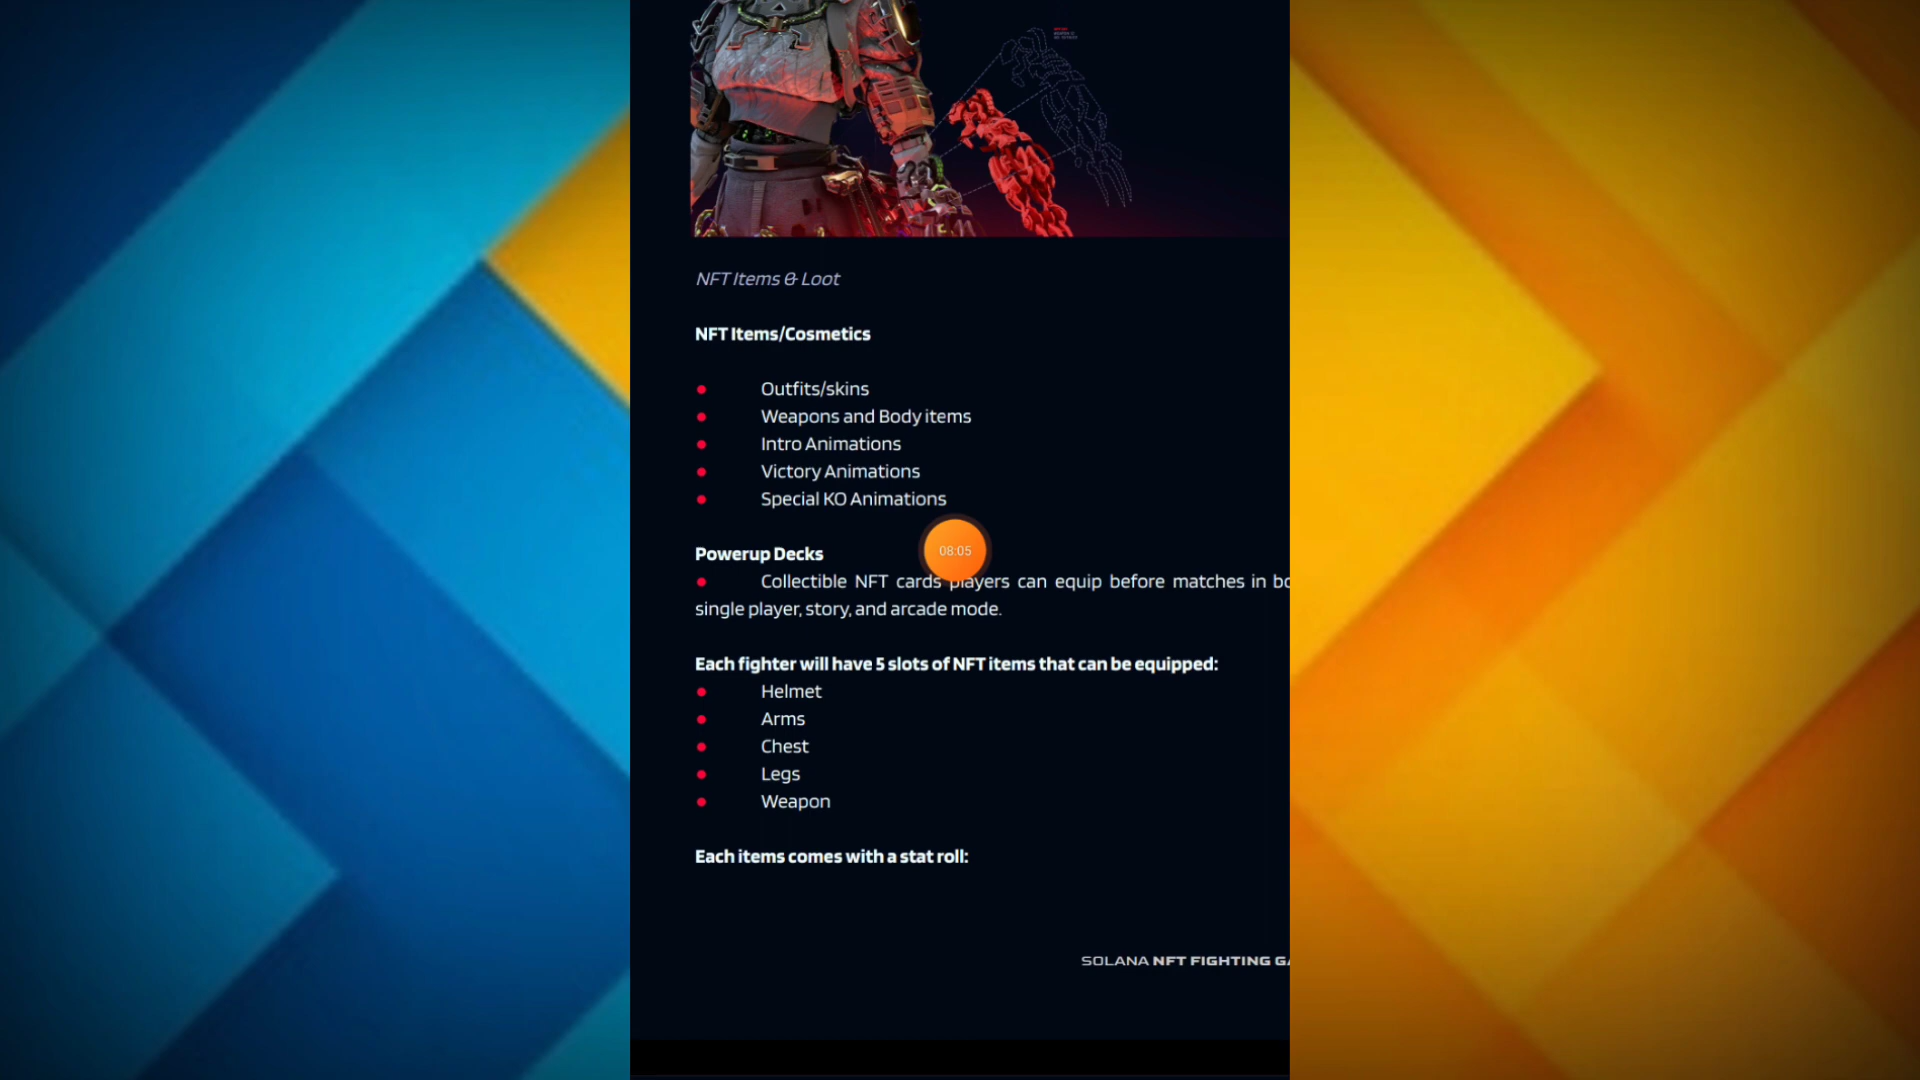 NFT Items & Loot
NFT Items/Cosmetics
Outfits/skins
Weapons and Body items
Intro Animations
Victory Animations
Special KO Animations
08:05
Powerup Decks
Collectible NFT cards players can equip before matches in
single player, story, and arcade mode.
Each fighter will have 5 slots of NFT items that can be equipped:
Helmet
Arms
Chest
Legs
Weapon
Each items comes with a stat roll:
SOLANA NFT FIGHTING